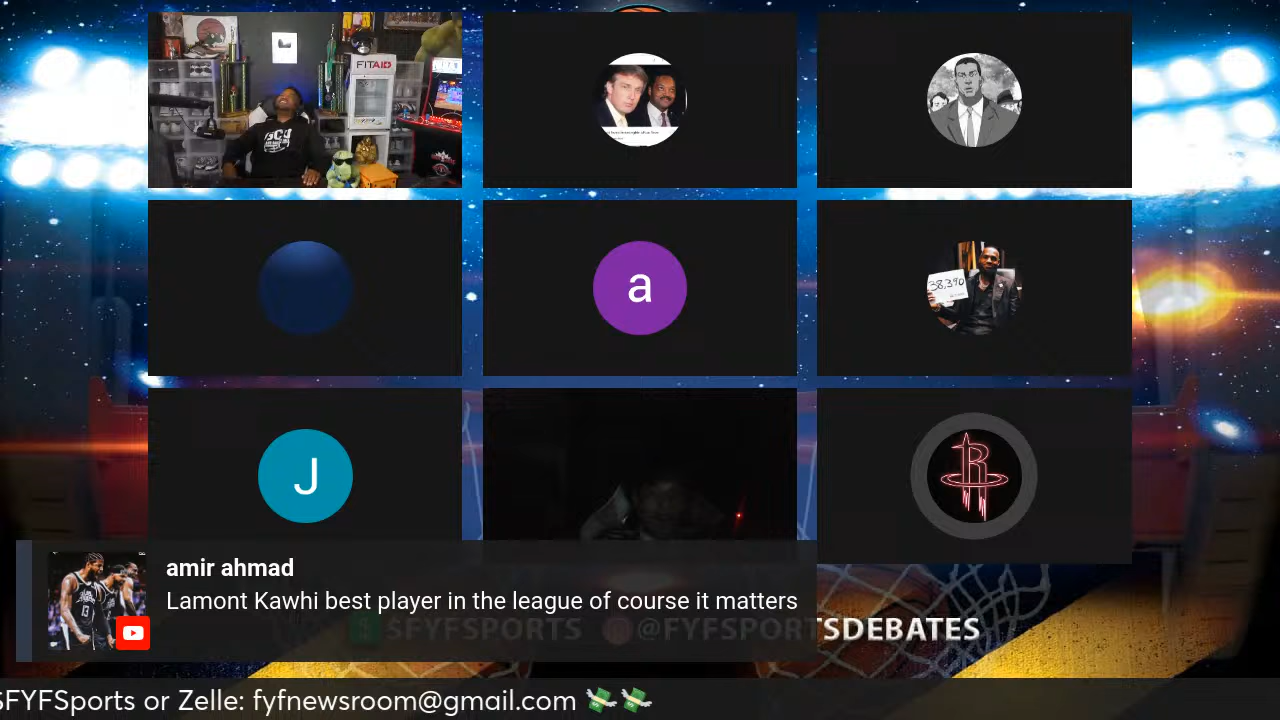 FITAID
38,390
a
J
R
amir ahmad
Lamont Kawhi best player in the league of course it matters
$ SFYFSPORTS @FYFSPORTSDEBATES
$FYFSports or Zelle: fyfnewsroom@gmail.com 💸💸